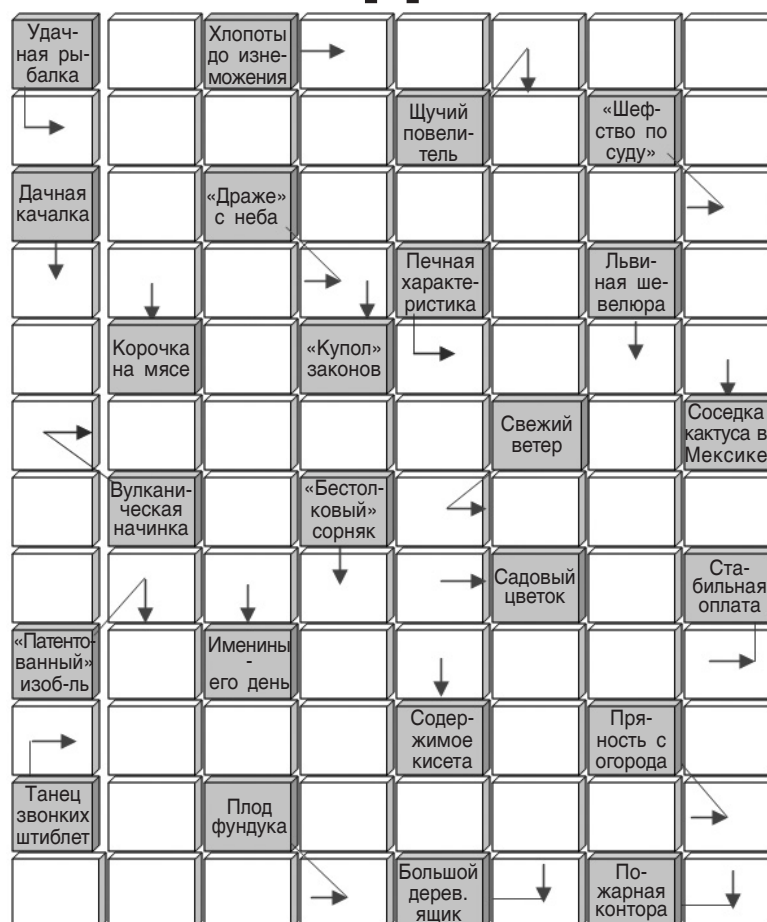 Удач-
ная ры-
балка
Хлопоты
до изне-
можения
Щучий
повели-
тель
«Шеф-
ство по
суду»
Дачная
качалка
«Драже»
с неба
Печная
характе-
ристика
Льви-
ная ше-
велюра
Корочка
на мясе
«Купол»
законов
Свежий
ветер
Соседка
кактуса в
Мексике
Вулкани-
ческая
начинка
«Бестол-
ковый»
сорняк
Садовый
цветок
Ста-
бильная
оплата
«Патенто-
ванный»
изоб-ль
Именины
-
его день
Содер-
жимое
кисета
Пря-
ность с
огорода
Танец
звонких
штиблет
Плод
фундука
Большой
дерев.
ящик
По-
жарная
контора